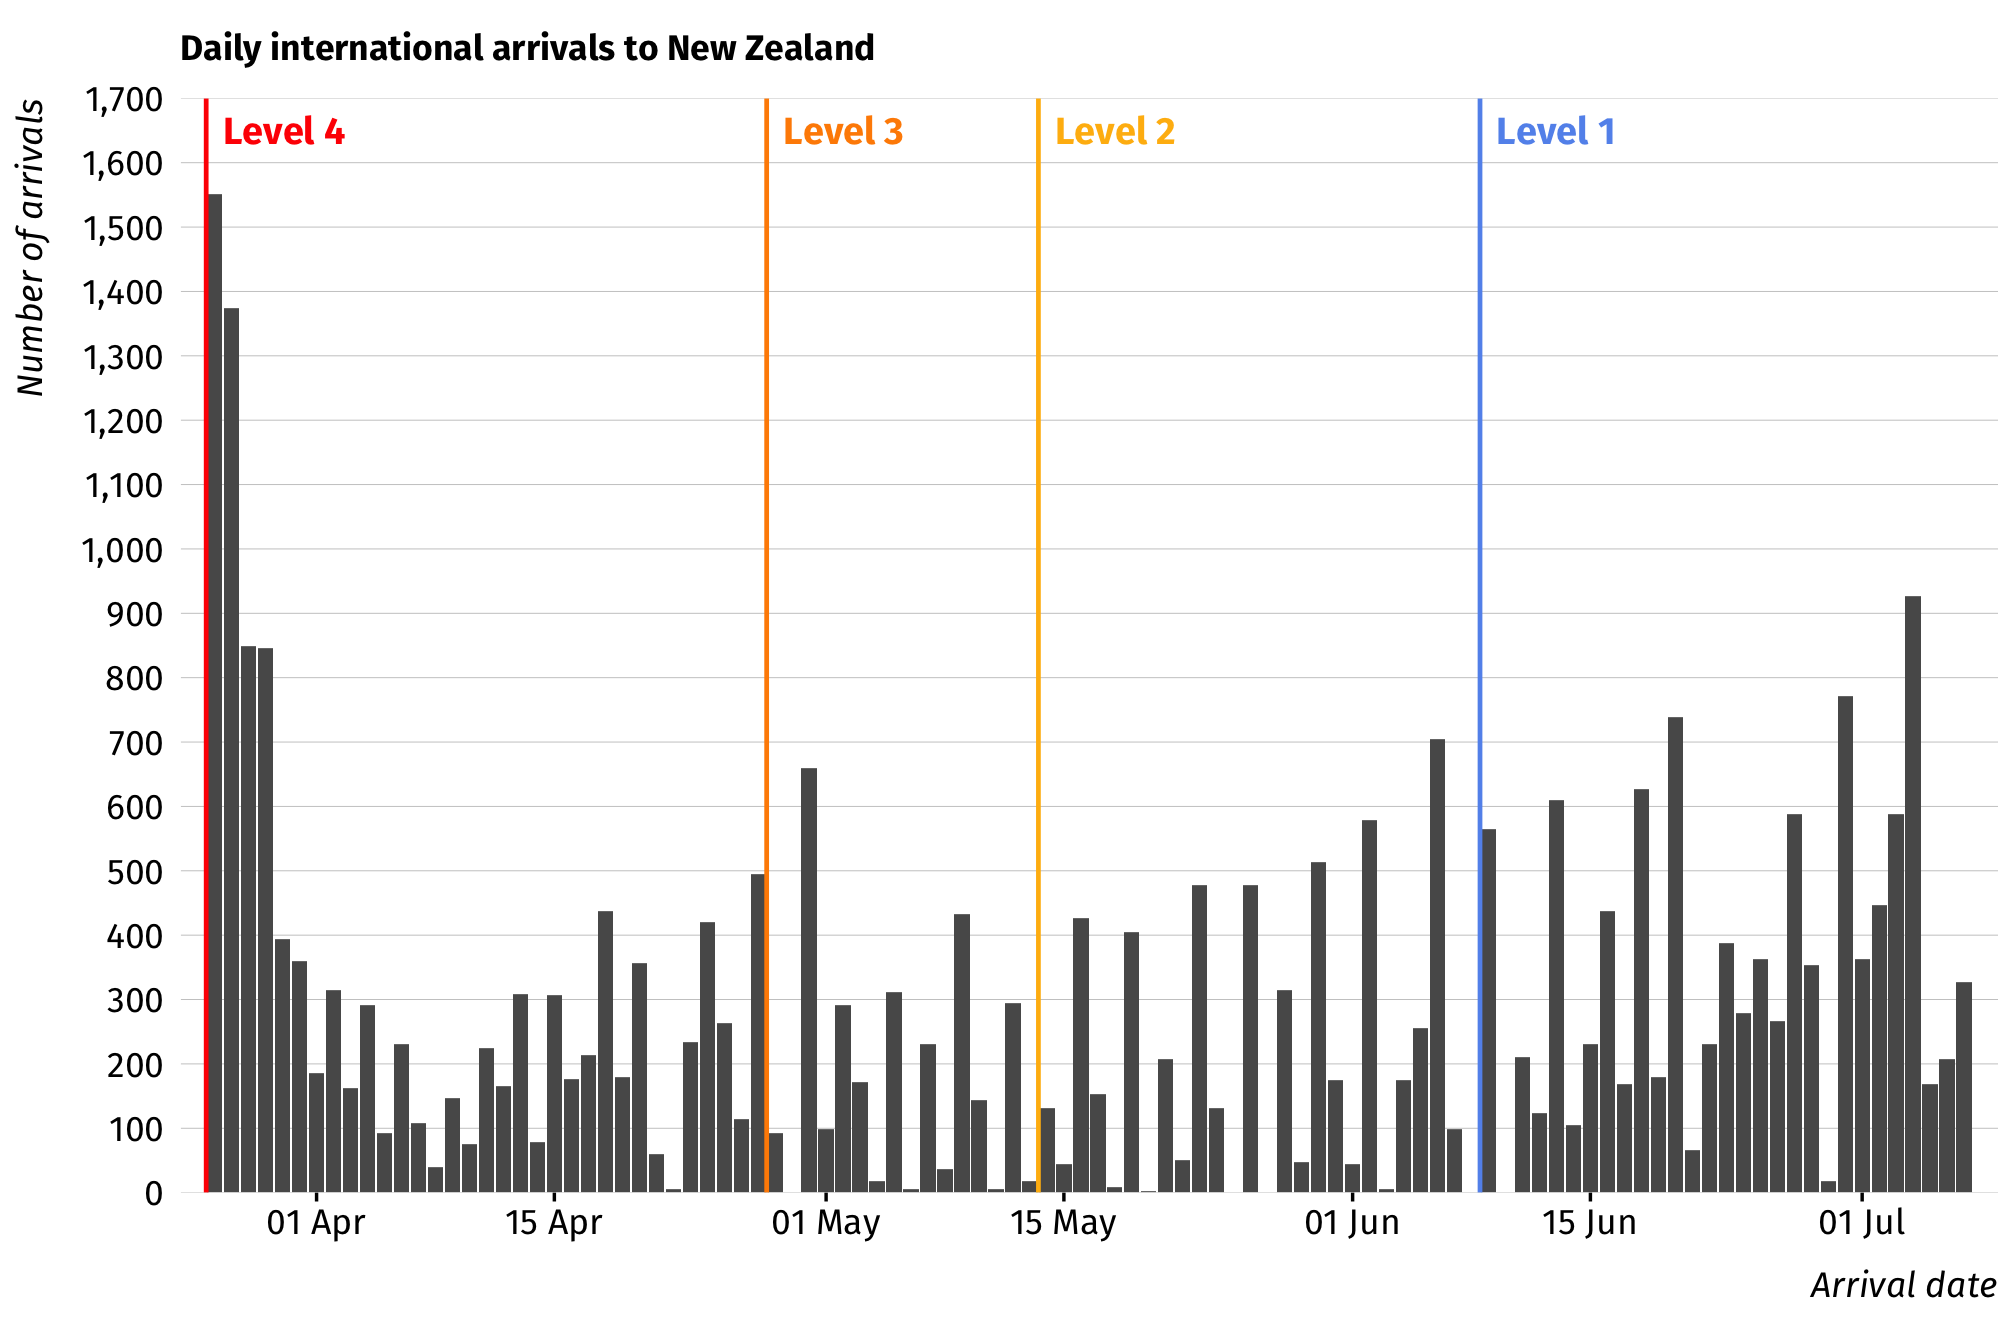 Daily international arrivals to New Zealand
Number of arrivals
1,700
1,600
1,500
1,400
1,300
1,200
1,100
1,000
900
800
700
600
500
400
300
200
100
0
Level 4
Level 3
Level 2
Level 1
01 Apr
15 Apr
01 May
15 May
01 Jun
15 Jun
01 Jul
Arrival date